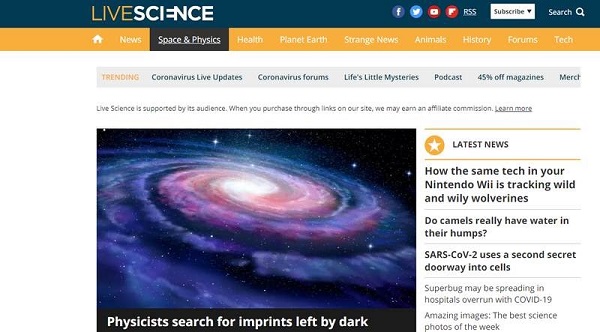 LIVESCIENCE
RSS
Subscribe
Search
News Space & Physics Health Planet Earth Strange News Animals History Forums Tech
TRENDING Coronavirus Live Updates Coronavirus forums Life's Little Mysteries Podcast 45% off magazines Merch
Live Science is supported by its audience. When you purchase through links on our site, we may earn an affiliate commission. Learn more
Physicists search for imprints left by dark
LATEST NEWS
How the same tech in your
Nintendo Wii is tracking wild
and wily wolverines
Do camels really have water in
their humps?
SARS-CoV-2 uses a second secret
doorway into cells
Superbug may be spreading in
hospitals overrun with COVID-19
Amazing images: The best science
photos of the week